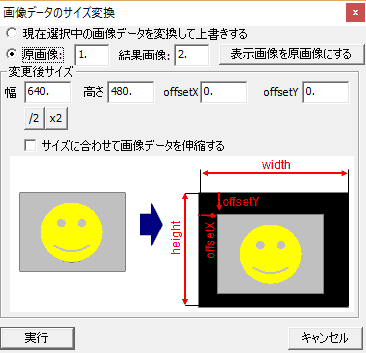 画像データのサイズ変換
x
現在選択中の画像データを変換して上書きする
原画像: 1. 結果画像: 2. 表示画像を原画像にする
変更後サイズ
幅 640. 高さ 480. offsetX 0. offsetY 0.
/2 x2
サイズに合わせて画像データを伸縮する
width
offsetY
height
offsetX
実行 キャンセル